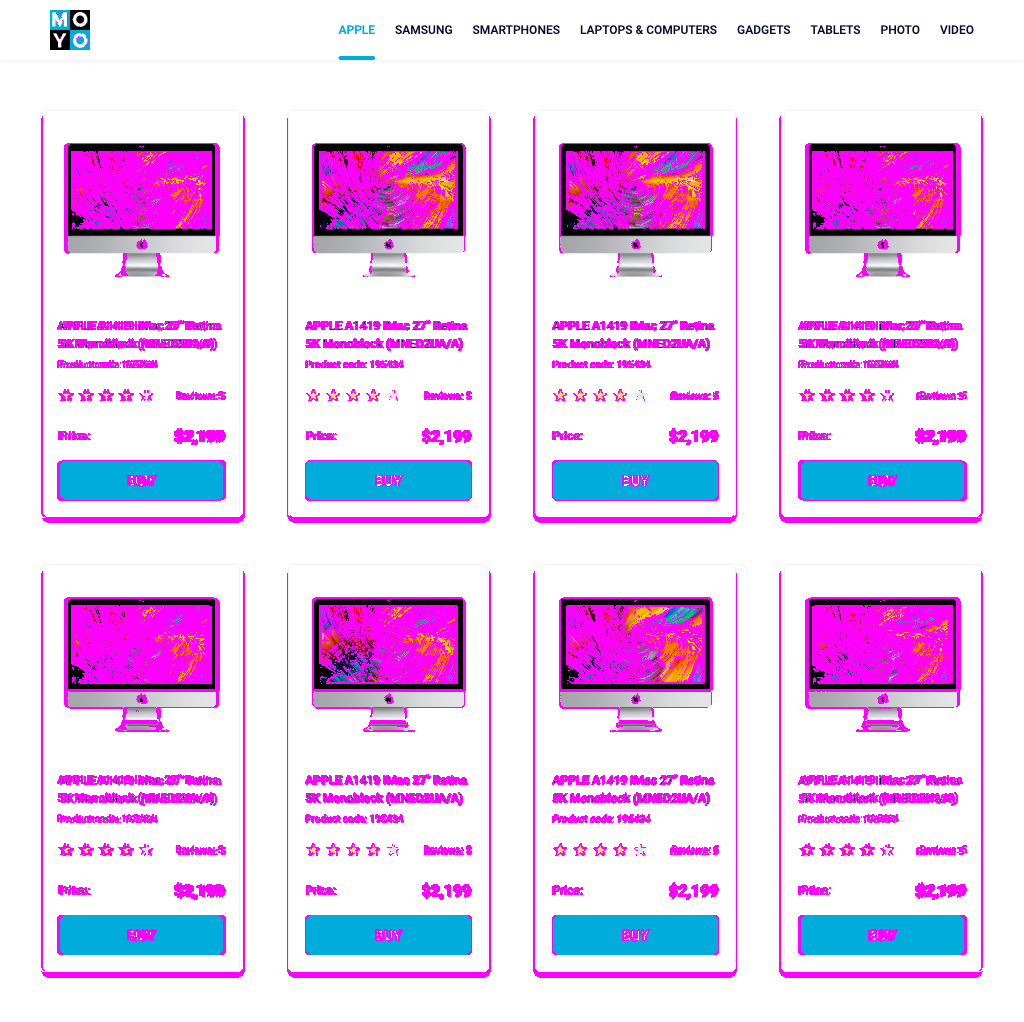 MO
YO
APPLE SAMSUNG SMARTPHONES LAPTOPS & COMPUTERS GADGETS TABLETS PHOTO VIDEO
APPLE A1419 iMac 27" Retina APPLE A1419 iMac 27" Retina APPLE A1419 iMac 27" Retina APPLE A1419 iMac 27" Retina
5K Monoblock (MNED2UA/A) 5K Monoblock (MNED2UA/A) 5K Monoblock (MNED2UA/A) 5K Monoblock (MNED2UA/A)
Product code: Product code: 195434 Product code: 195434 Product code:
Reviews: 5 Reviews: 5 Reviews: 5 Reviews: 5
Price: $2,199 Price: $2,199 Price: $2,199 Price: $2,199
BUY BUY BUY BUY
APPLE A1419 iMac 27" Retina APPLE A1419 iMac 27" Retina APPLE A1419 iMac 27" Retina APPLE A1419 iMac 27" Retina
5K Monoblock (MNED2UA/A) 5K Monoblock (MNED2UA/A) 5K Monoblock (MNED2UA/A) 5K Monoblock (MNED2UA/A)
Product code: Product code: 195434 Product code: 195434 Product code:
Reviews: 5 Reviews: 5 Reviews: 5 Reviews: 5
Price: $2,199 Price: $2,199 Price: $2,199 Price: $2,199
BUY BUY BUY BUY